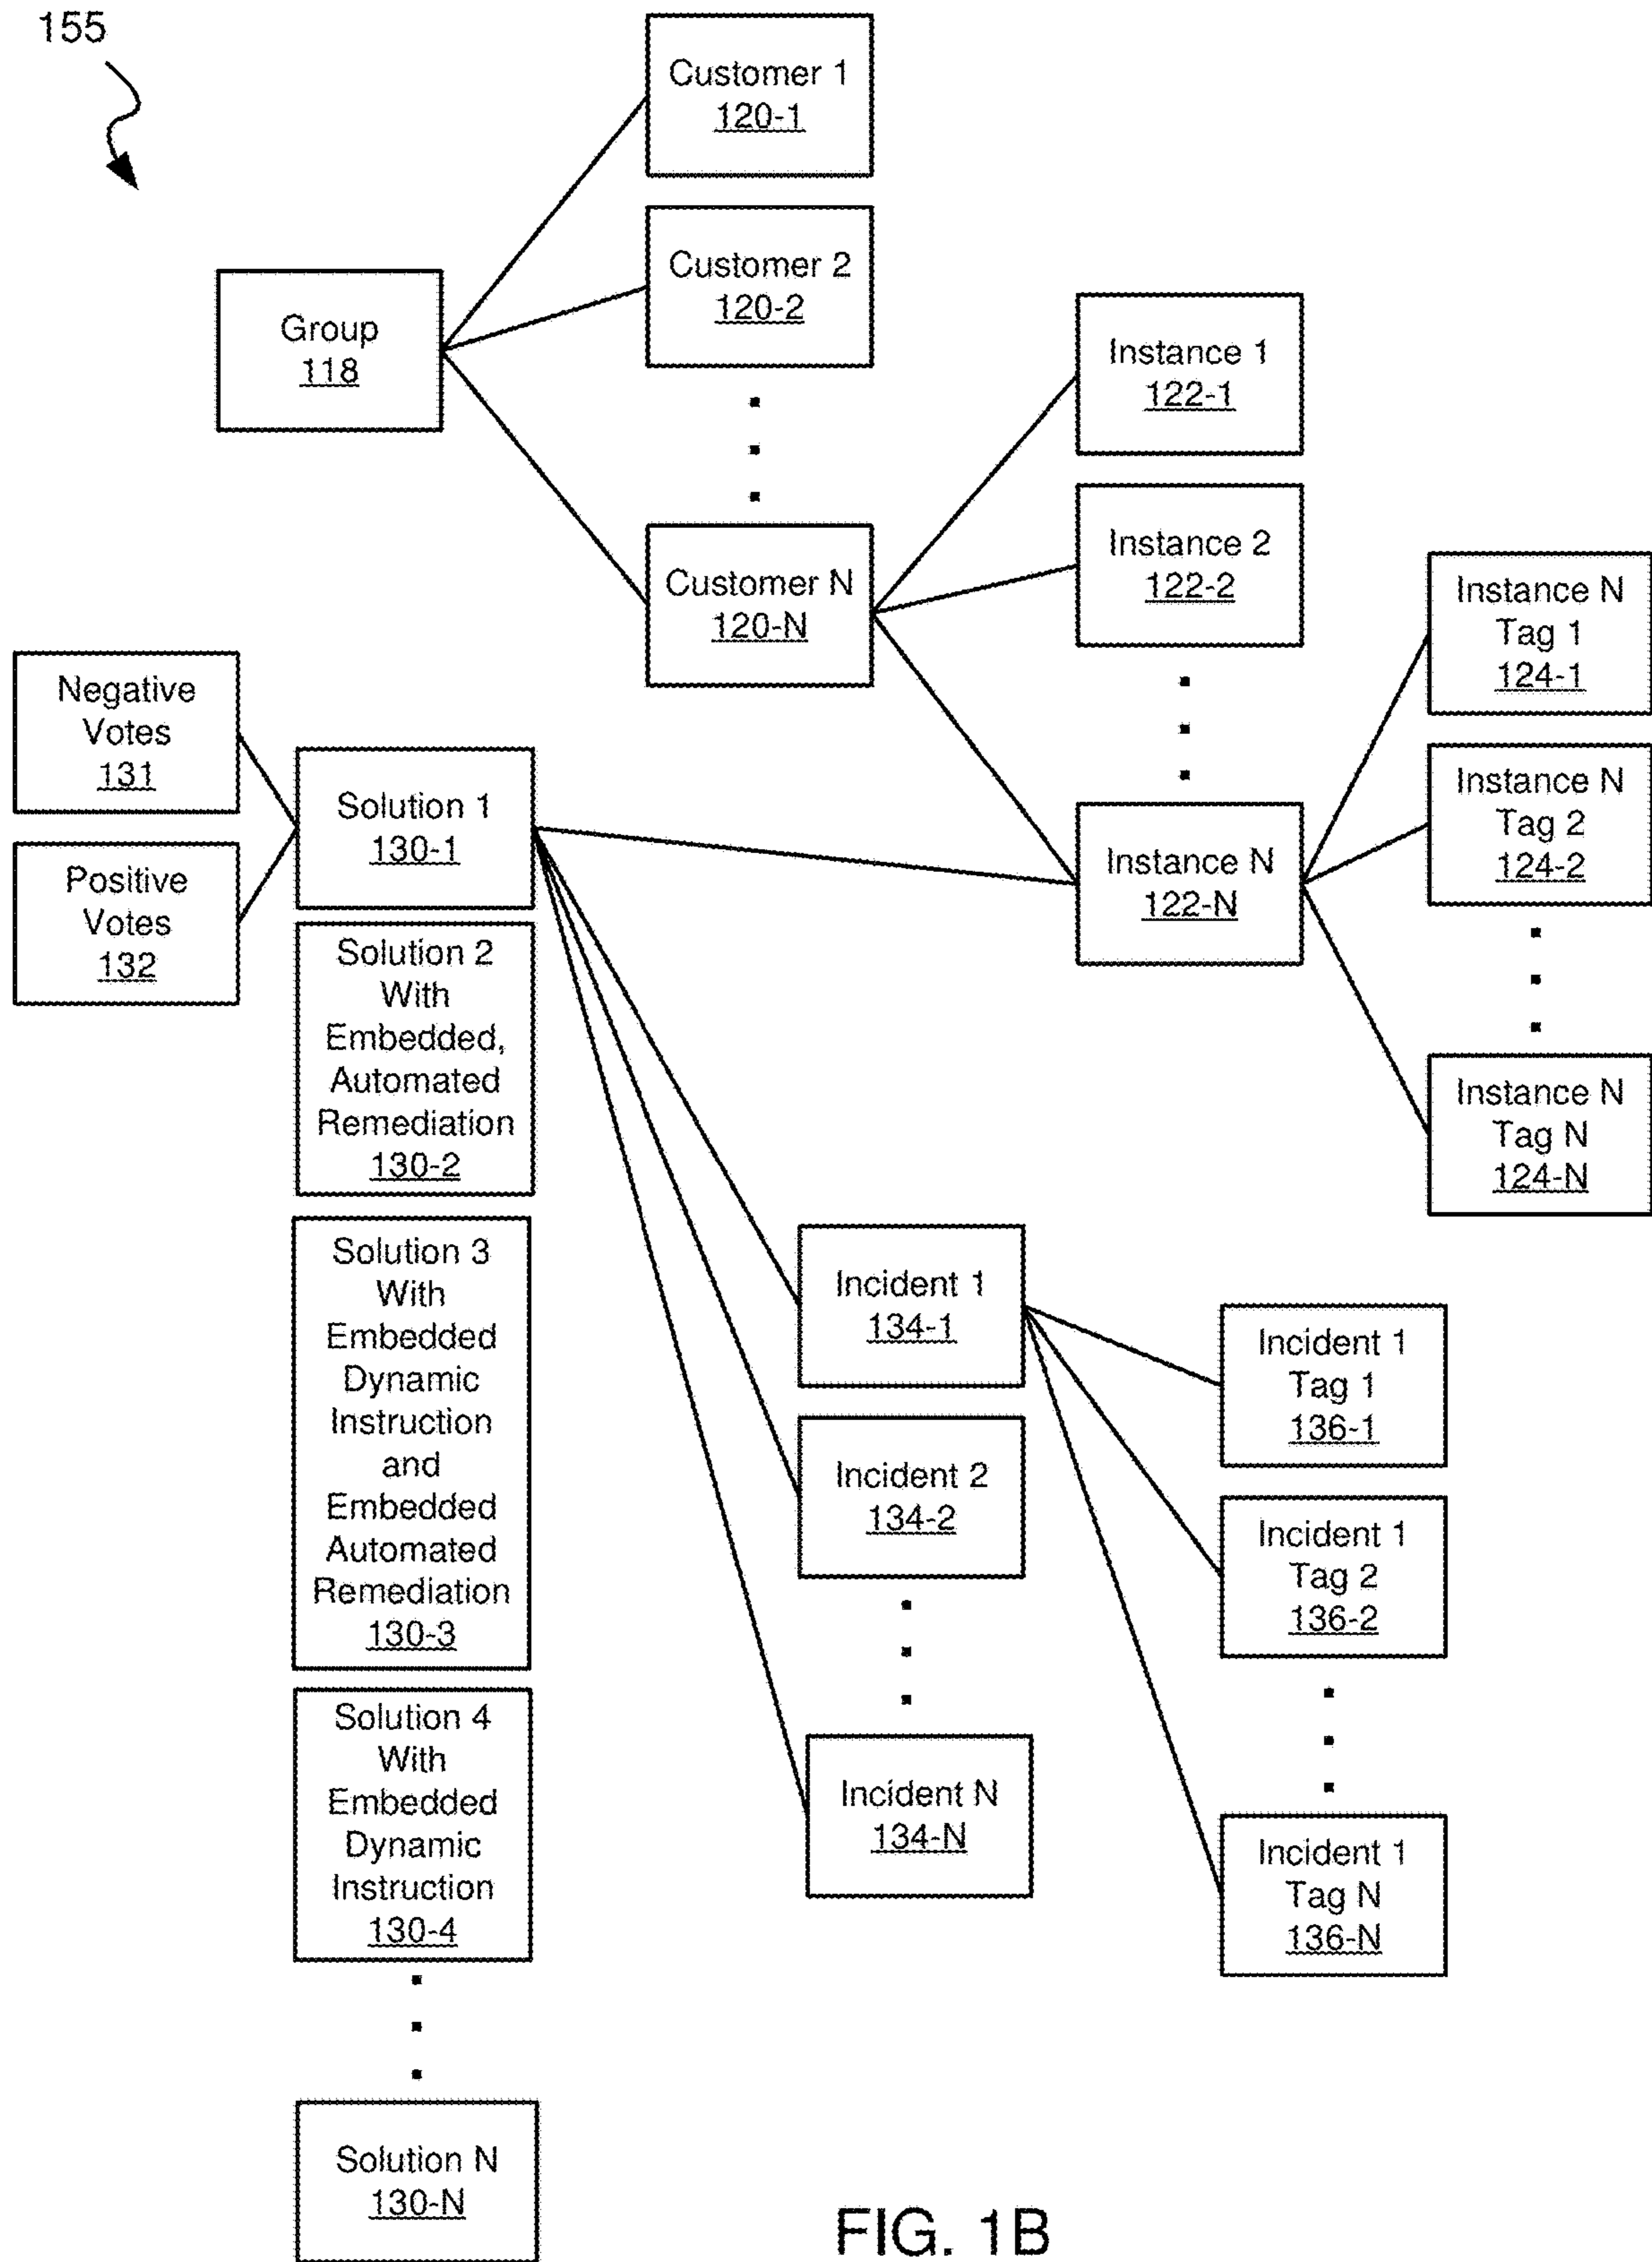 155
Customer 1
120-1
Customer 2
120-2
Group
118
Customer N
120-N
Instance 1
122-1
Instance 2
122-2
Instance N
122-N
Instance N
Tag 1
124-1
Instance N
Tag 2
124-2
Instance N
Tag N
124-N
Negative
Votes
131
Positive
Votes
132
Solution 1
130-1
Solution 2
With
Embedded,
Automated
Remediation
130-2
Solution 3
With
Embedded
Dynamic
Instruction
and
Embedded
Automated
Remediation
130-3
Solution 4
With
Embedded
Dynamic
Instruction
130-4
Solution N
130-N
Incident 1
134-1
Incident 2
134-2
Incident N
134-N
Incident 1
Tag 1
136-1
Incident 1
Tag 2
136-2
Incident 1
Tag N
136-N
FIG. 1B